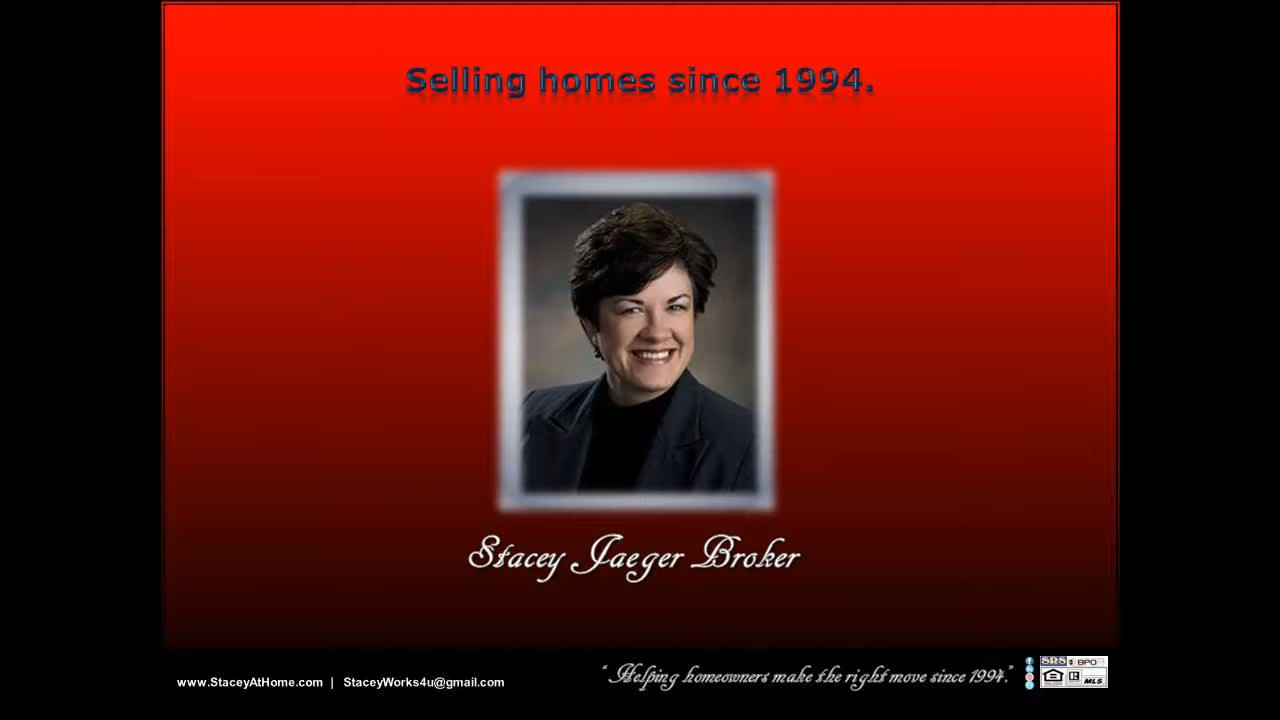 Selling homes since 1994.
Stacey Jaeger Broker
www.StaceyAtHome.com | StaceyWorks4u@gmail.com
“Helping homeowners make the right move since 1994.”
SRS BPO
R MLS